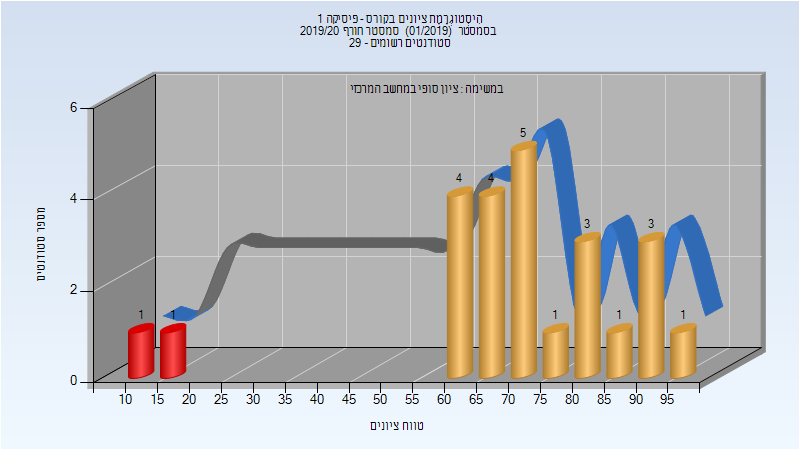 היסטוגרמת ציונים בקורס - פיסיקה 1
בסמסטר (01/2019) סמסטר חורף 2019/20
סטודנטים רשומים - 29
במשימה : ציון סופי במחשב המרכזי
6
4
2
0
מספר סטודנטים
1
1
4
4
5
1
3
1
3
1
10 15 20 25 30 35 40 45 50 55 60 65 70 75 80 85 90 95
טווח ציונים